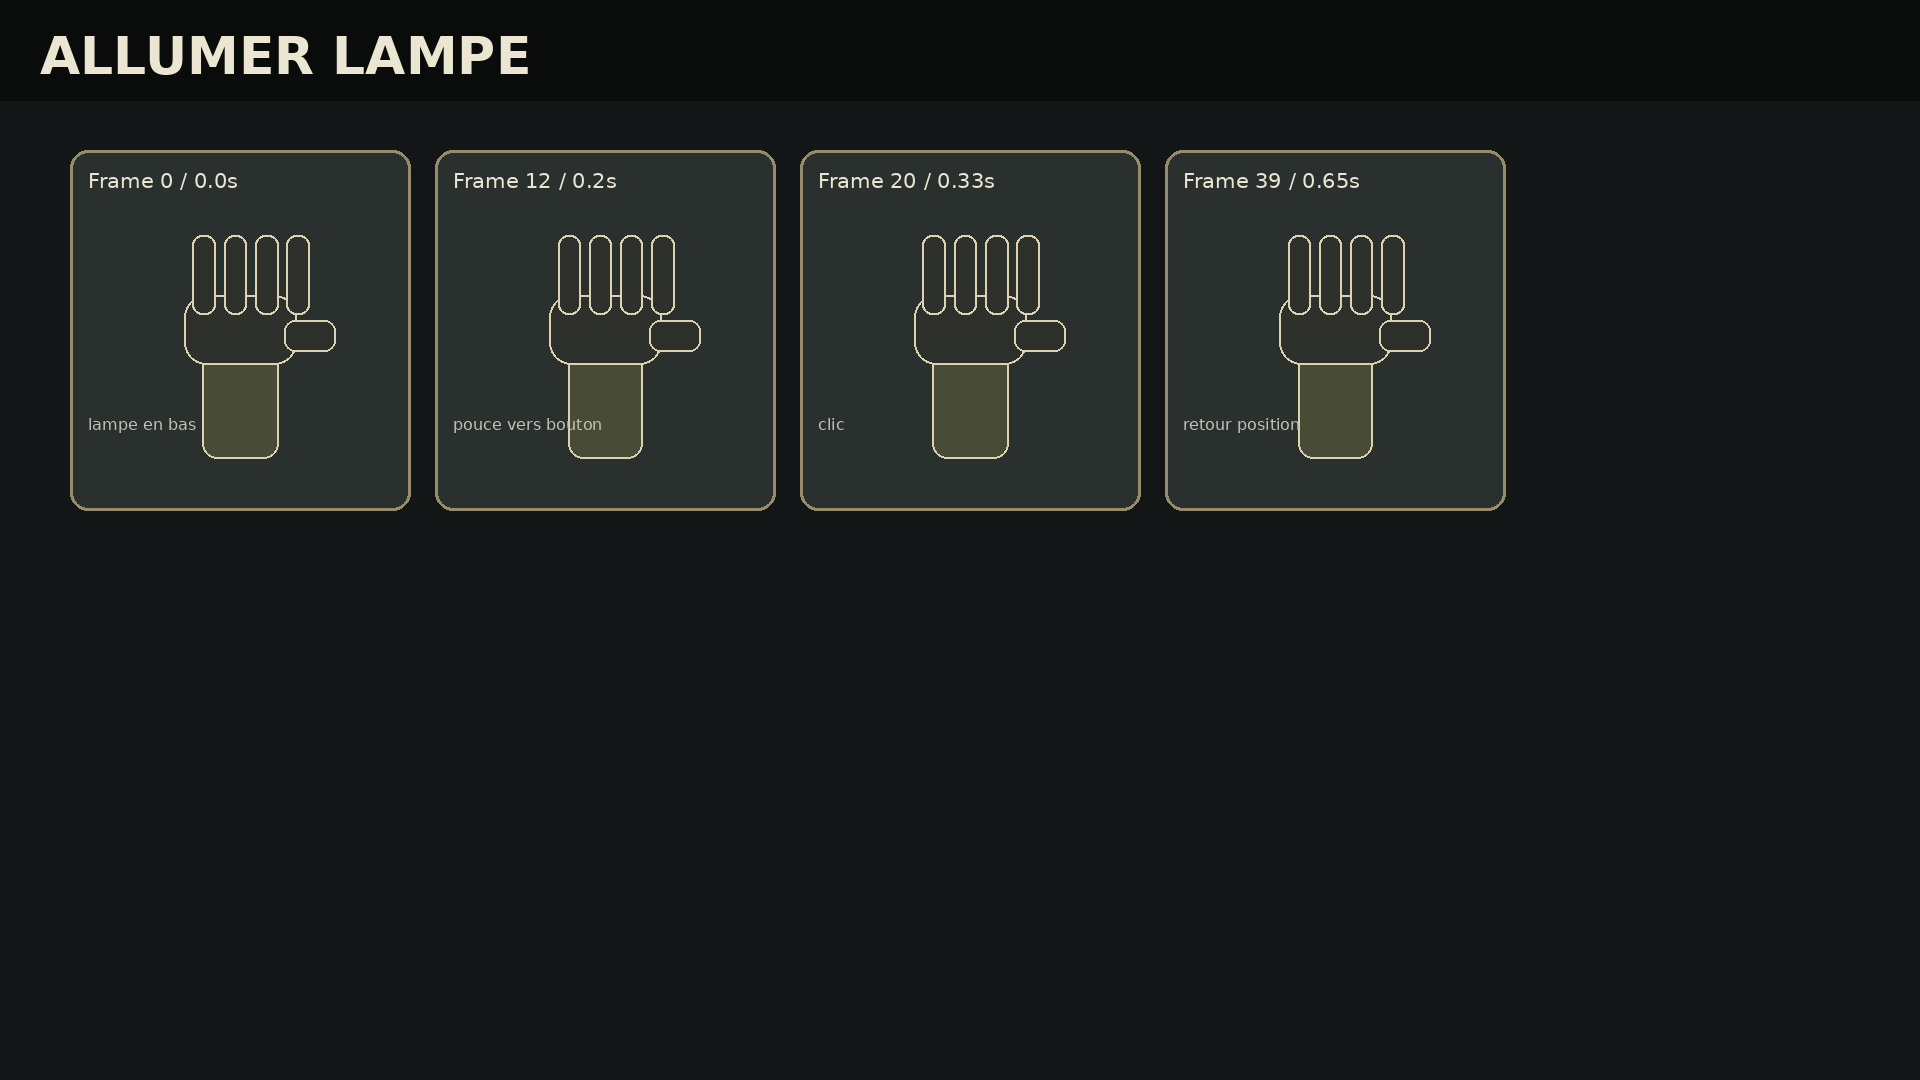 ALLUMER LAMPE
Frame 0 / 0.0s
lampe en bas
Frame 12 / 0.2s
pouce vers bouton
Frame 20 / 0.33s
clic
Frame 39 / 0.65s
retour position